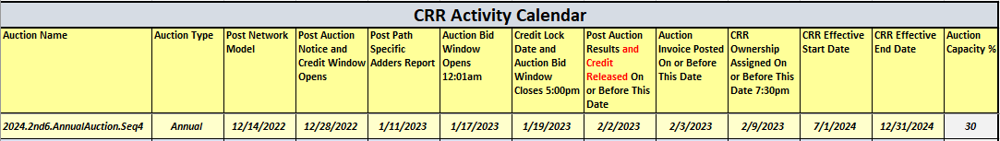 CRR Activity Calendar
Auction Name Auction Type Post Network Post Auction Post Path Auction Bid Credit Lock Post Auction Auction CRR CRR Effective CRR Effective Auction
Model Notice and Specific Window Date and Results and Invoice Posted Ownership Start Date End Date Capacity %
Credit Window Adders Report Opens Auction Bid Credit On or Before Assigned On
Opens 12:01am Window Released On This Date or Before This
Closes 5:00pm or Before This Date 7:30pm
Date
2024.2nd6.AnnualAuction.Seq4 Annual 12/14/2022 12/28/2022 1/11/2023 1/17/2023 1/19/2023 2/2/2023 2/3/2023 2/9/2023 7/1/2024 12/31/2024 30